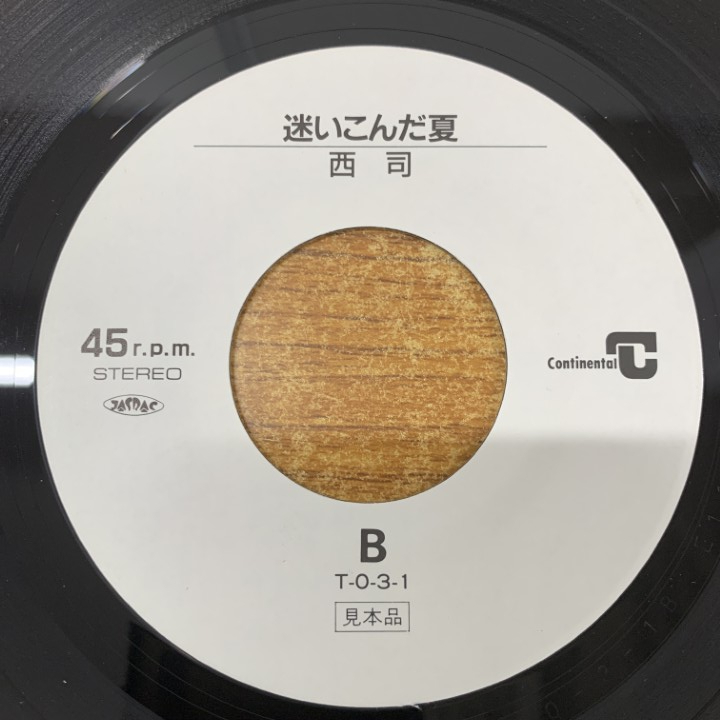 迷いこんだ夏
西 司
45 r.p.m.
STEREO
JASRAC
Continental
B
T-0-3-1
見本品